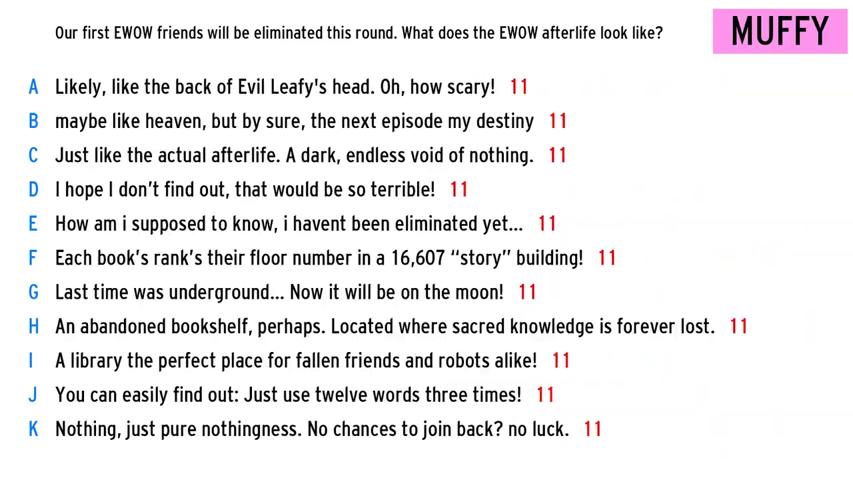 Our first EWOW friends will be eliminated this round. What does the EWOW afterlife look like? MUFFY
A Likely, like the back of Evil Leafy's head. Oh, how scary! 11
B maybe like heaven, but by sure, the next episode my destiny 11
C Just like the actual afterlife. A dark, endless void of nothing. 11
D I hope I don't find out, that would be so terrible! 11
E How am i supposed to know, i havent been eliminated yet... 11
F Each book's rank's their floor number in a 16,607 “story” building! 11
G Last time was underground... Now it will be on the moon! 11
H An abandoned bookshelf, perhaps. Located where sacred knowledge is forever lost. 11
I A library the perfect place for fallen friends and robots alike! 11
J You can easily find out: Just use twelve words three times! 11
K Nothing, just pure nothingness. No chances to join back? no luck. 11